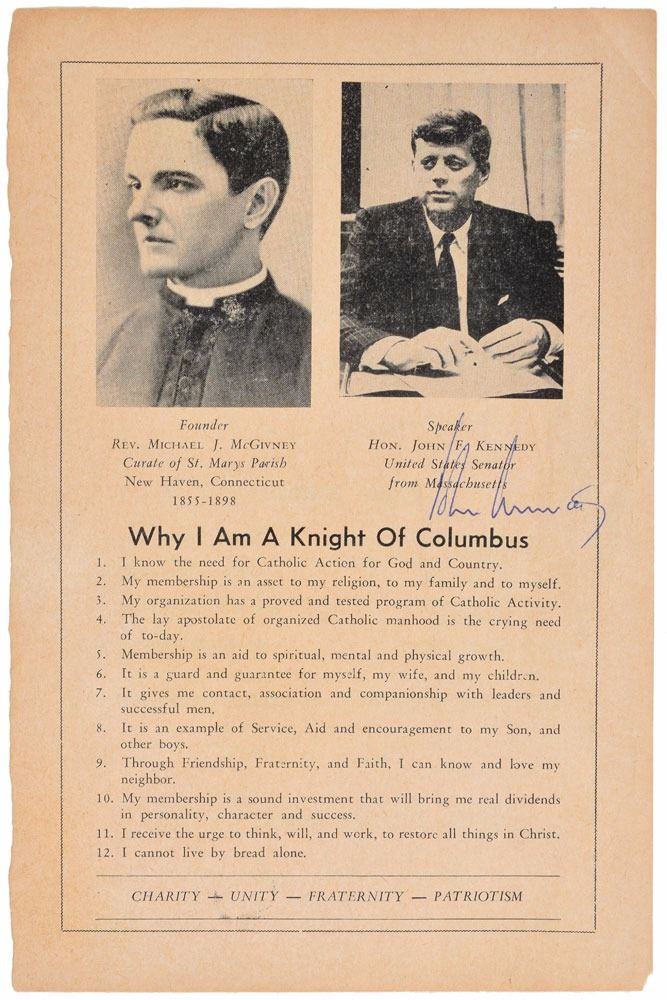 Founder
REV. MICHAEL J. McGIVNEY
Curate of St. Marys Parish
New Haven, Connecticut
1855-1898
Speaker
HON. JOHN F. KENNEDY
United States Senator
from Massachusetts
John Kennedy
Why I Am A Knight Of Columbus
1. I know the need for Catholic Action for God and Country.
2. My membership is an asset to my religion, to my family and to myself.
3. My organization has a proved and tested program of Catholic Activity.
4. The lay apostolate of organized Catholic manhood is the crying need
of to-day.
5. Membership is an aid to spiritual, mental and physical growth.
6. It is a guard and guarantee for myself, my wife, and my children.
7. It gives me contact, association and companionship with leaders and
successful men.
8. It is an example of Service, Aid and encouragement to my Son, and
other boys.
9. Through Friendship, Fraternity, and Faith, I can know and love my
neighbor.
10. My membership is a sound investment that will bring me real dividends
in personality, character and success.
11. I receive the urge to think, will, and work, to restore all things in Christ.
12. I cannot live by bread alone.
CHARITY — UNITY — FRATERNITY — PATRIOTISM